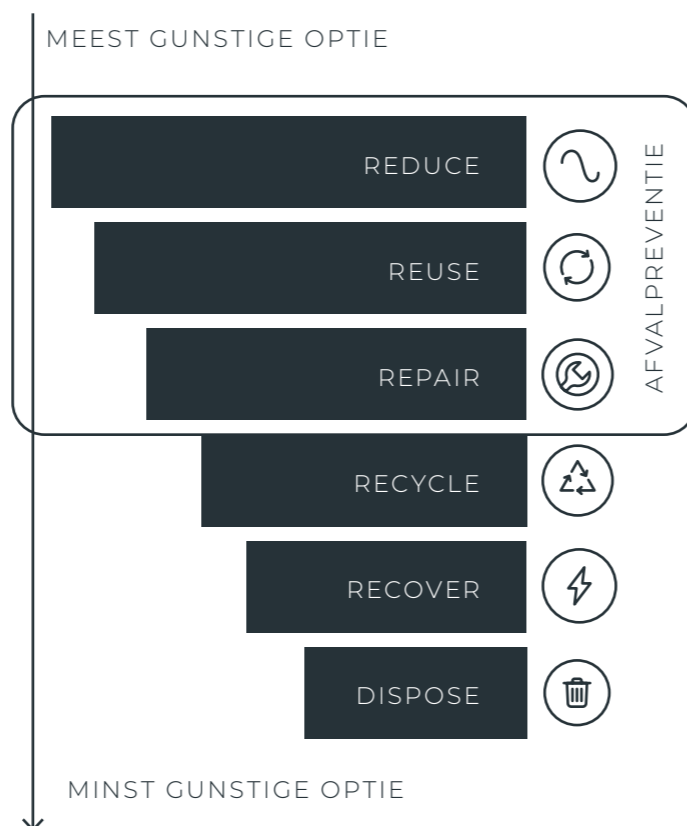 MEEST GUNSTIGE OPTIE
REDUCE
REUSE
REPAIR
AFVALPREVENTIE
RECYCLE
RECOVER
DISPOSE
MINST GUNSTIGE OPTIE